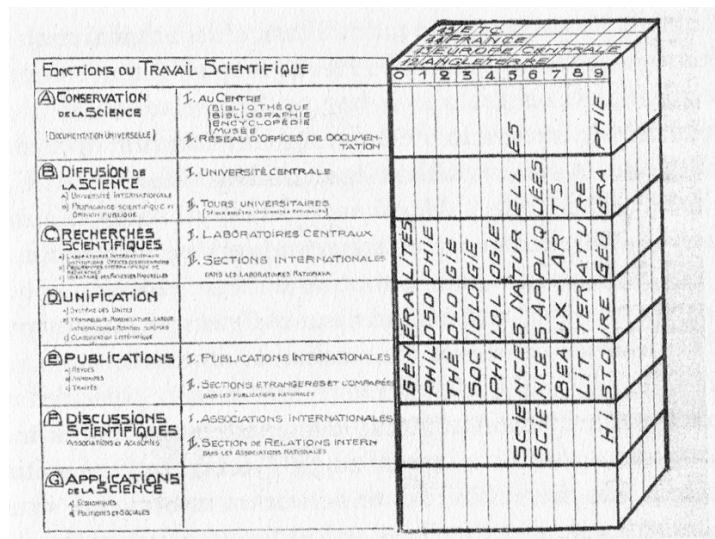 FONCTIONS DU TRAVAIL SCIENTIFIQUE
(A) CONSERVATION
DE LA SCIENCE
(DOCUMENTATION UNIVERSELLE)
I. AU CENTRE
BIBLIOTHÈQUE
BIBLIOGRAPHIE
ENCYCLOPÉDIE
MUSÉE
II. RÉSEAU D'OFFICES DE DOCUMEN-
TATION
(B) DIFFUSION DE
LA SCIENCE
a) UNIVERSITÉ INTERNATIONALE
b) PROPAGANDE SCIENTIFIQUE ET
OPINION PUBLIQUE
I. UNIVERSITÉ CENTRALE
II. TOURS UNIVERSITAIRES
(C) RECHERCHES
SCIENTIFIQUES
I. LABORATOIRES CENTRAUX
II. SECTIONS INTERNATIONALES
DANS LES LABORATOIRES NATIONAUX
(D) UNIFICATION
a) SYSTÈME DES UNITÉS
c) CLASSIFICATION SYSTÉMATIQUE
(E) PUBLICATIONS
a) REVUES
b) ANNUAIRES
c) TRAITÉS
I. PUBLICATIONS INTERNATIONALES
II. SECTIONS ETRANGERES ET COMPARÉES
DANS LES PUBLICATIONS NATIONALES
(F) DISCUSSIONS
SCIENTIFIQUES
ASSOCIATIONS ET ACADÉMIES
I. ASSOCIATIONS INTERNATIONALES
II. SECTION DE RELATIONS INTERN
DANS LES ASSOCIATIONS NATIONALES
(G) APPLICATIONS
DE LA SCIENCE
a) ECONOMIQUES
b) POLITIQUES ET SOCIALES
ETC
FRANCE
EUROPE CENTRALE
ANGLETERRE
0 1 2 3 4 5 6 7 8 9
GÉNÉRALITÉS
PHILOSOPHIE
THÉOLOGIE
SOCIOLOGIE
PHILOLOGIE
SCIENCES NATURELLES
SCIENCES APPLIQUÉES
BEAUX ARTS
LITTERATURE
HISTOIRE GÉOGRAPHIE